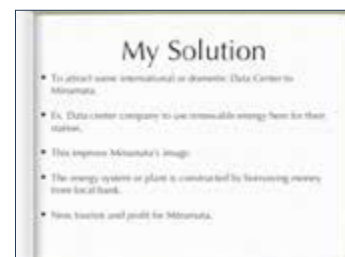 My Solution
• To attract some international or domestic Data Center to
Minamata.
• Ex. Data center company to use renewable energy here for their
station.
• This improve Minamata's image
• The energy system or plant is constructed by borrowing money
from local bank.
• New tourism and profit for Minamata.